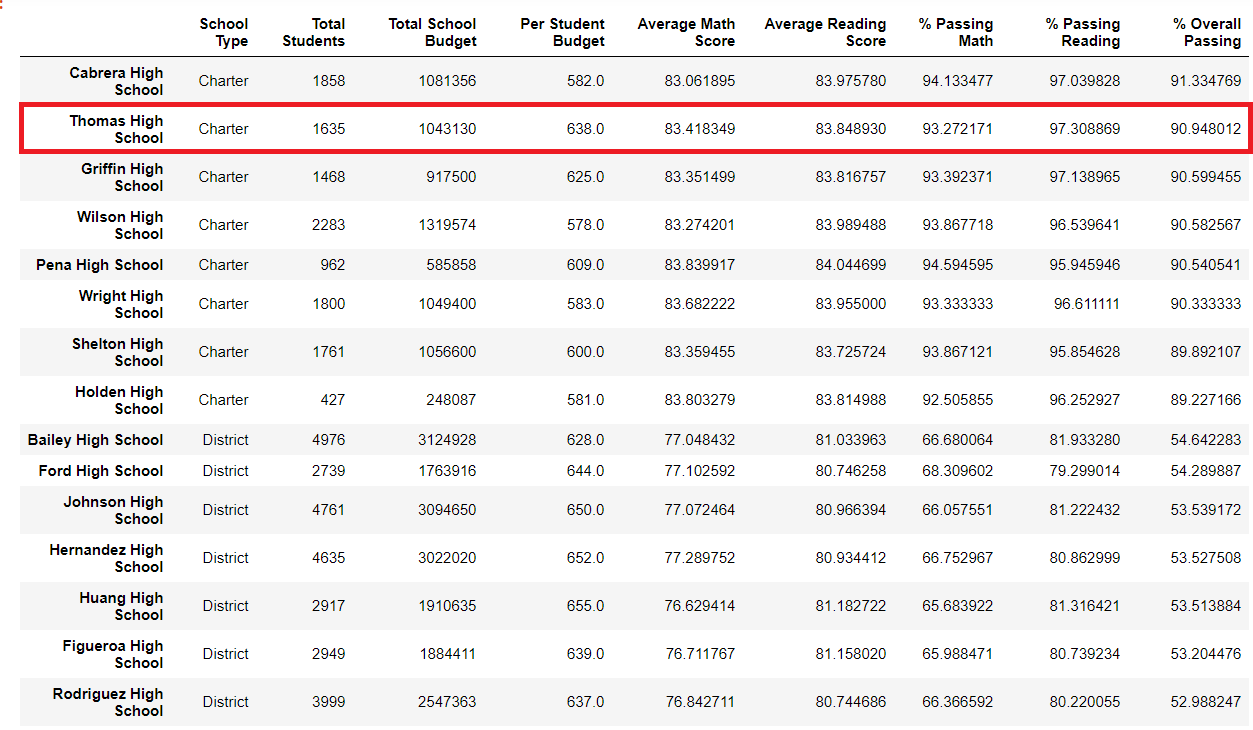 School Type Total Students Total School Budget Per Student Budget Average Math Score Average Reading Score % Passing Math % Passing Reading % Overall Passing
Cabrera High School Charter 1858 1081356 582.0 83.061895 83.975780 94.133477 97.039828 91.334769
Thomas High School Charter 1635 1043130 638.0 83.418349 83.848930 93.272171 97.308869 90.948012
Griffin High School Charter 1468 917500 625.0 83.351499 83.816757 93.392371 97.138965 90.599455
Wilson High School Charter 2283 1319574 578.0 83.274201 83.989488 93.867718 96.539641 90.582567
Pena High School Charter 962 585858 609.0 83.839917 84.044699 94.594595 95.945946 90.540541
Wright High School Charter 1800 1049400 583.0 83.682222 83.955000 93.333333 96.611111 90.333333
Shelton High School Charter 1761 1056600 600.0 83.359455 83.725724 93.867121 95.854628 89.892107
Holden High School Charter 427 248087 581.0 83.803279 83.814988 92.505855 96.252927 89.227166
Bailey High School District 4976 3124928 628.0 77.048432 81.033963 66.680064 81.933280 54.642283
Ford High School District 2739 1763916 644.0 77.102592 80.746258 68.309602 79.299014 54.289887
Johnson High School District 4761 3094650 650.0 77.072464 80.966394 66.057551 81.222432 53.539172
Hernandez High School District 4635 3022020 652.0 77.289752 80.934412 66.752967 80.862999 53.527508
Huang High School District 2917 1910635 655.0 76.629414 81.182722 65.683922 81.316421 53.513884
Figueroa High School District 2949 1884411 639.0 76.711767 81.158020 65.988471 80.739234 53.204476
Rodriguez High School District 3999 2547363 637.0 76.842711 80.744686 66.366592 80.220055 52.988247